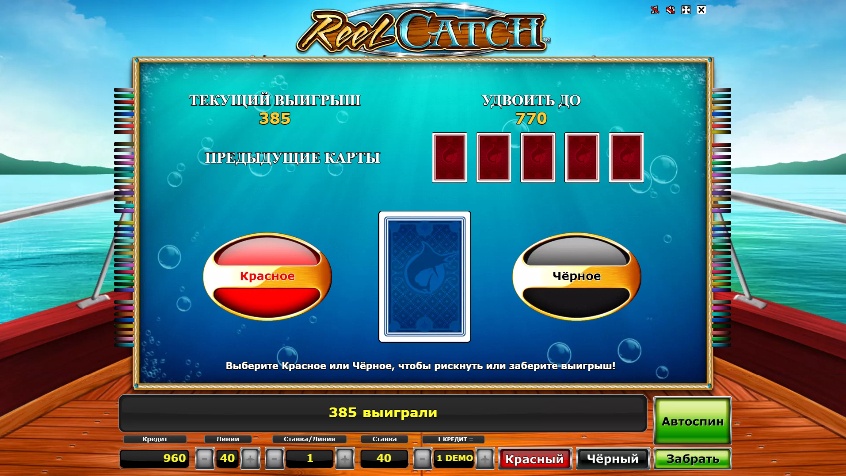 Reel CATCH
ТЕКУЩИЙ ВЫИГРЫШ
385
УДВОИТЬ ДО
770
ПРЕДЫДУЩИЕ КАРТЫ
Красное
Чёрное
Выберите Красное или Чёрное, чтобы рискнуть или заберите выигрыш!
385 выиграли
Автоспин
Кредит Линии Ставка/Линия Ставка 1 КРЕДИТ =
960 40 1 40 1 DEMO Красный Чёрный Забрать